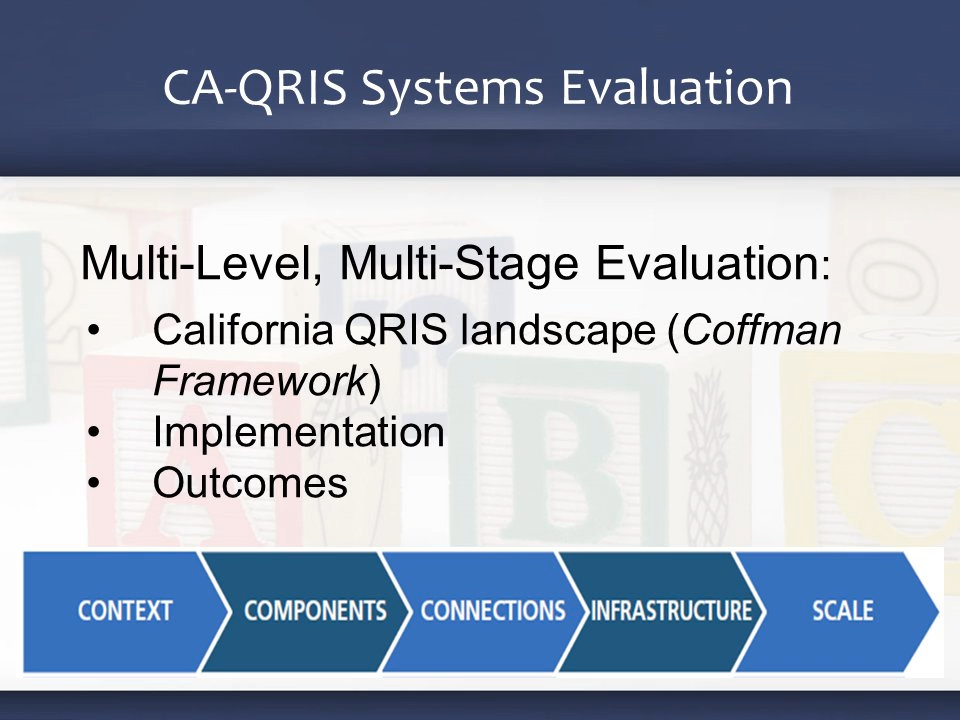 CA-QRIS Systems Evaluation
Multi-Level, Multi-Stage Evaluation:
• California QRIS landscape (Coffman
Framework)
• Implementation
• Outcomes
A B C
CONTEXT COMPONENTS CONNECTIONS INFRASTRUCTURE SCALE